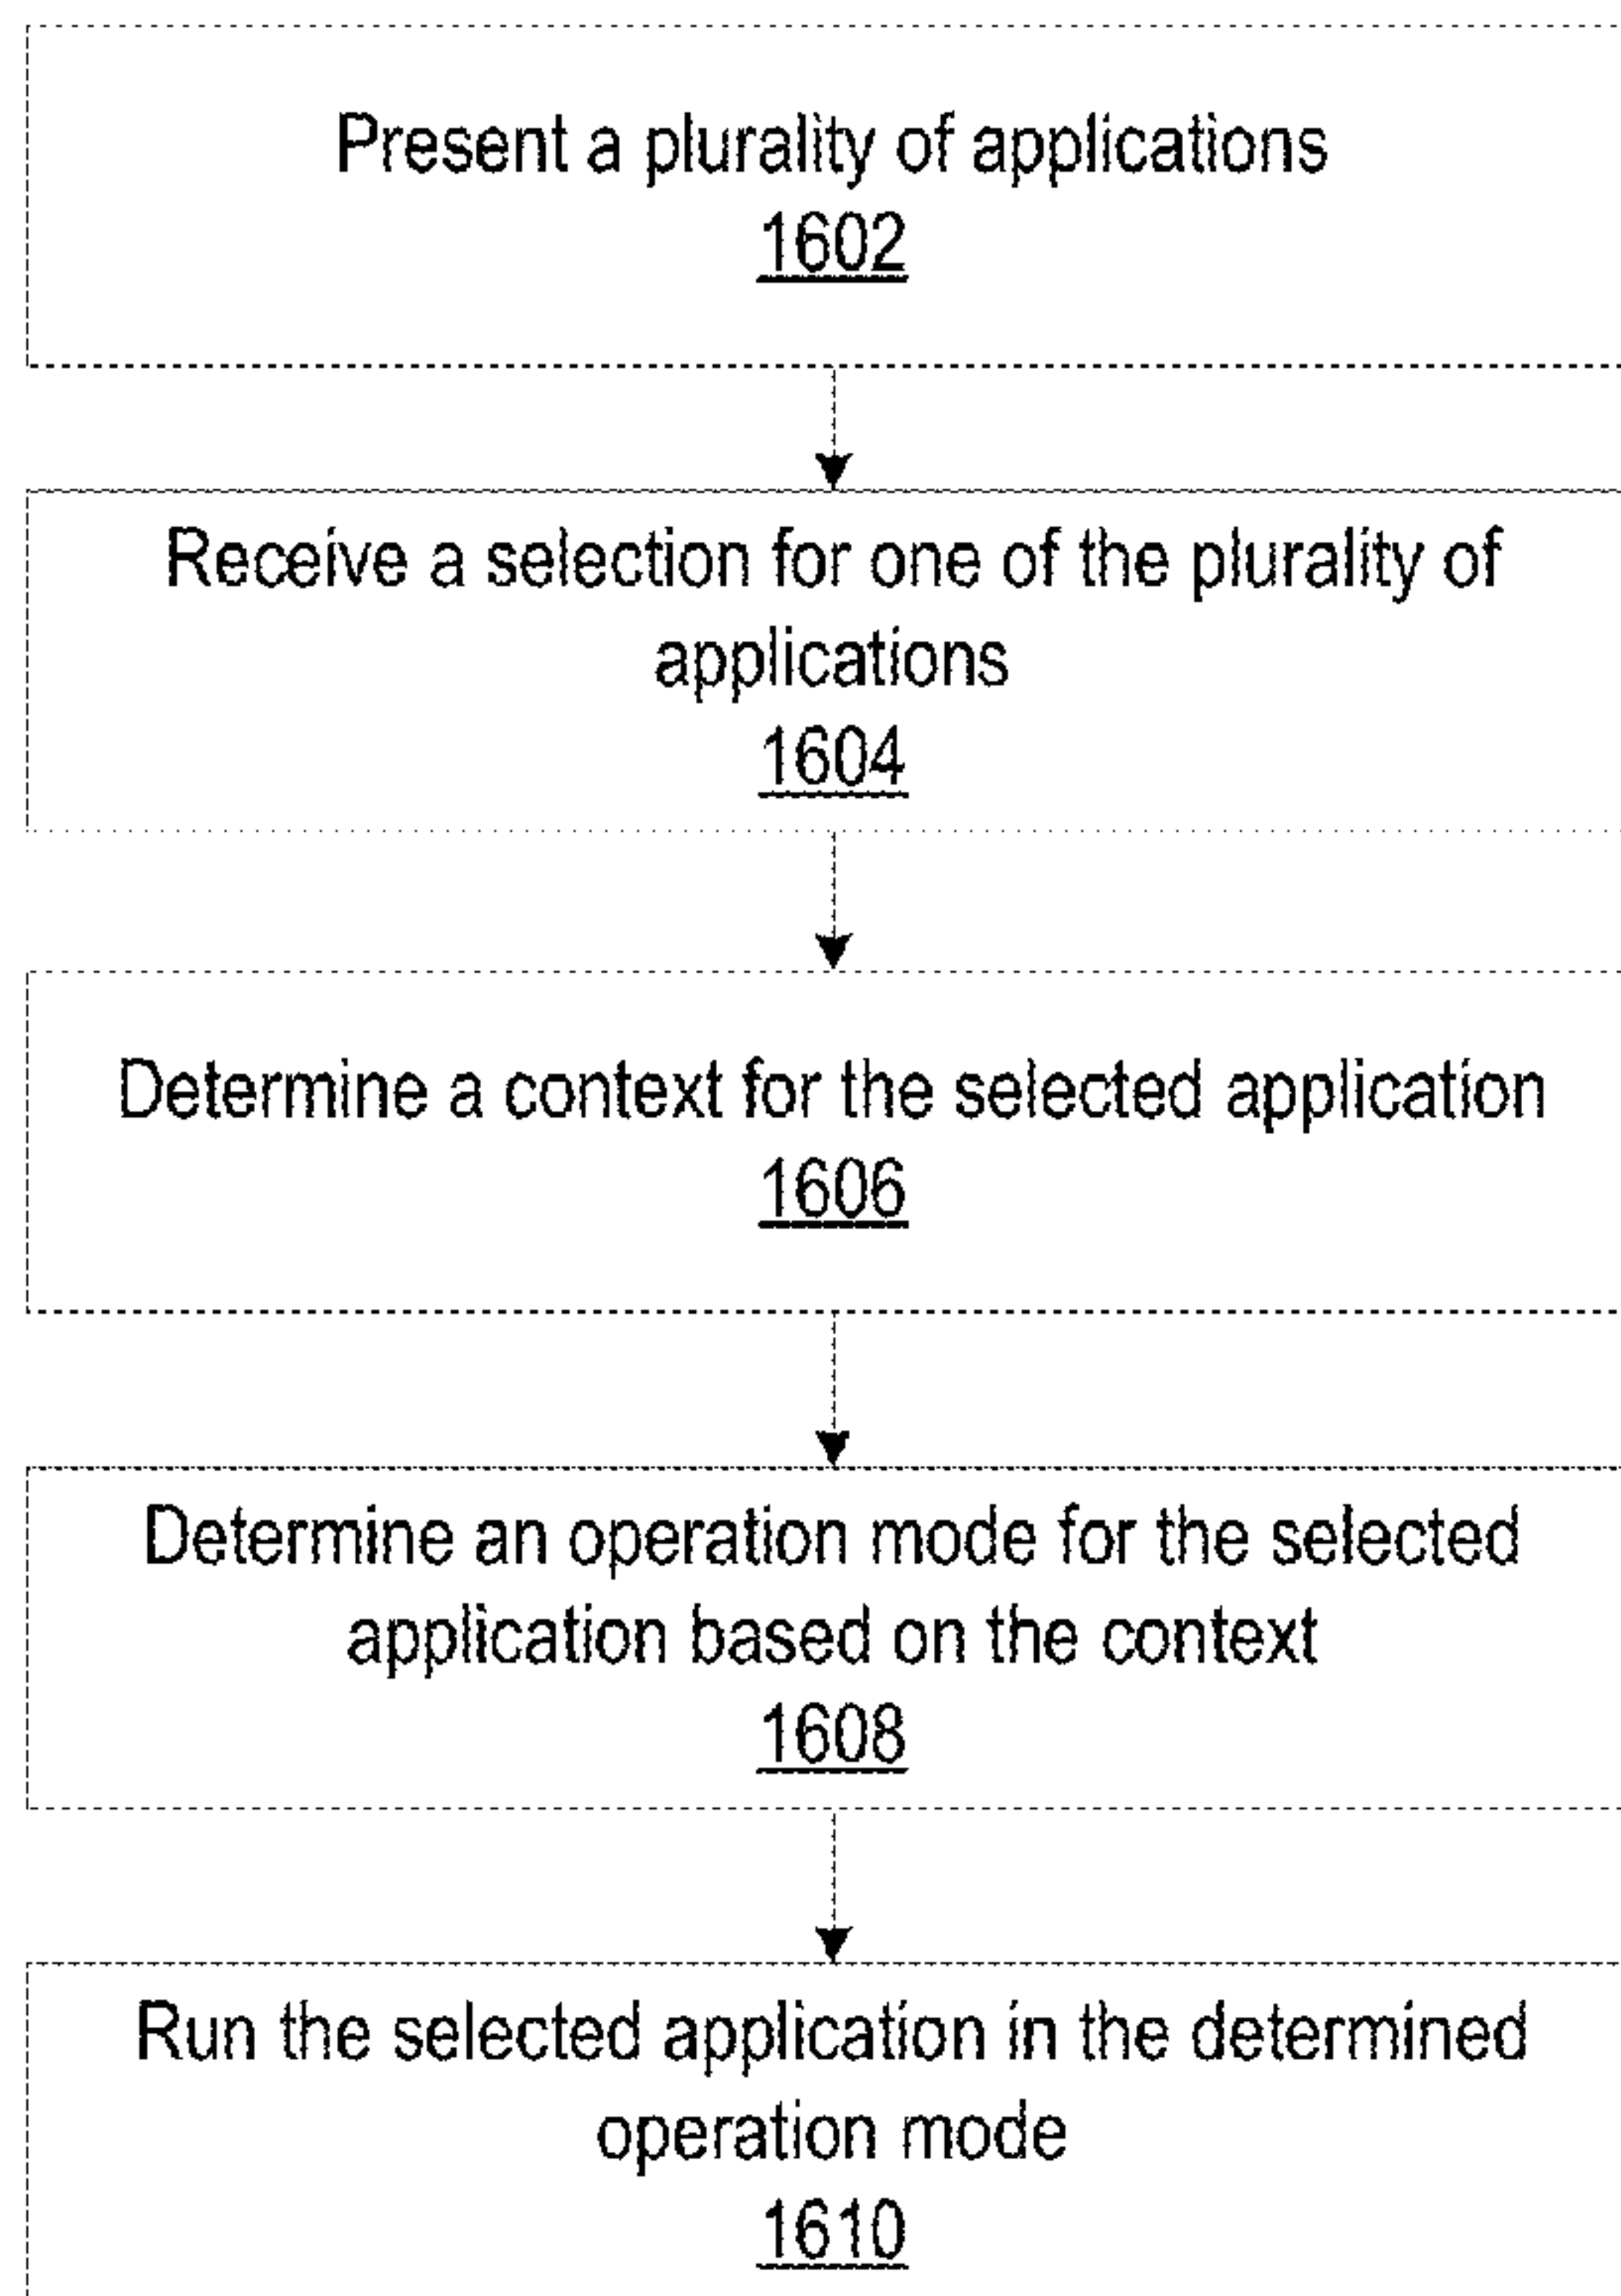 Present a plurality of applications
1602
Receive a selection for one of the plurality of
applications
1604
Determine a context for the selected application
1606
Determine an operation mode for the selected
application based on the context
1608
Run the selected application in the determined
operation mode
1610